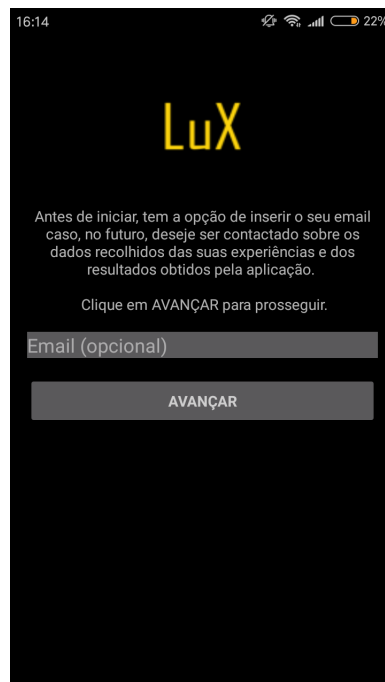 16:14
22%
LuX
Antes de iniciar, tem a opção de inserir o seu email
caso, no futuro, deseje ser contactado sobre os
dados recolhidos das suas experiências e dos
resultados obtidos pela aplicação.
Clique em AVANÇAR para prosseguir.
Email (opcional)
AVANÇAR